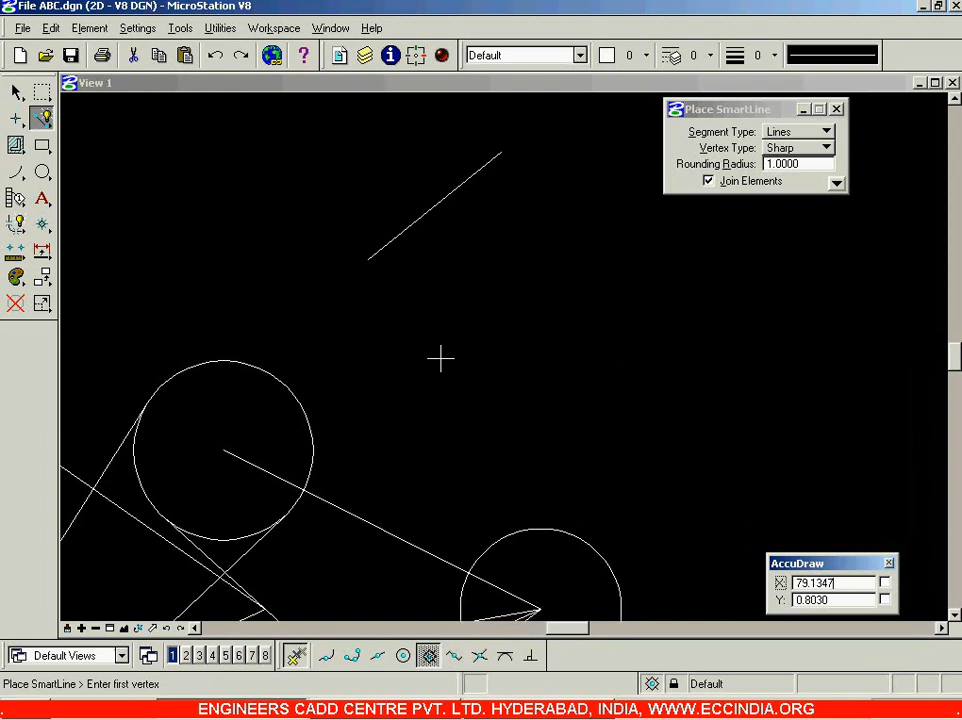 File ABC.dgn (2D - V8 DGN) - MicroStation V8
File Edit Element Settings Tools Utilities Workspace Window Help
Default 0 0 0
View 1
Place SmartLine
Segment Type: Lines
Vertex Type: Sharp
Rounding Radius: 1.0000
Join Elements
AccuDraw
X: 79.1347
Y: 0.8030
Default Views 1 2 3 4 5 6 7 8
Place SmartLine > Enter first vertex Default
ENGINEERS CADD CENTRE PVT. LTD. HYDERABAD, INDIA, WWW.ECCINDIA.ORG